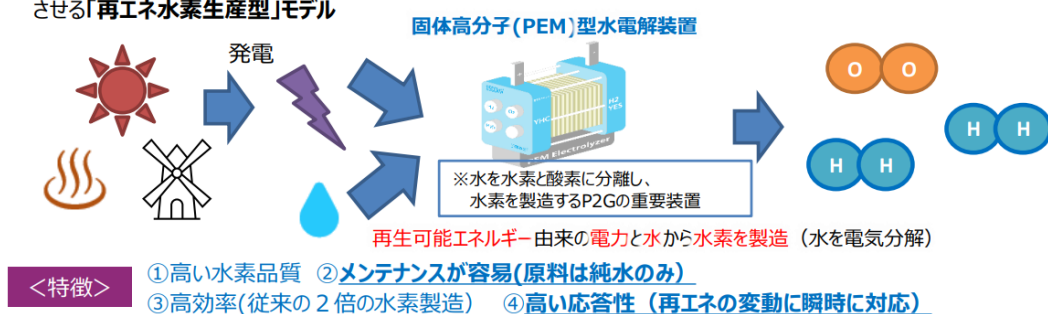 させる「再エネ水素生産型」モデル
固体高分子(PEM)型水電解装置
発電
YHC
H2
YES
PEM Electrolyzer
O O
H H
H H
※水を水素と酸素に分離し、
水素を製造するP2Gの重要装置
再生可能エネルギー由来の電力と水から水素を製造（水を電気分解）
＜特徴＞
①高い水素品質 ②メンテナンスが容易(原料は純水のみ）
③高効率(従来の２倍の水素製造） ④高い応答性（再エネの変動に瞬時に対応）